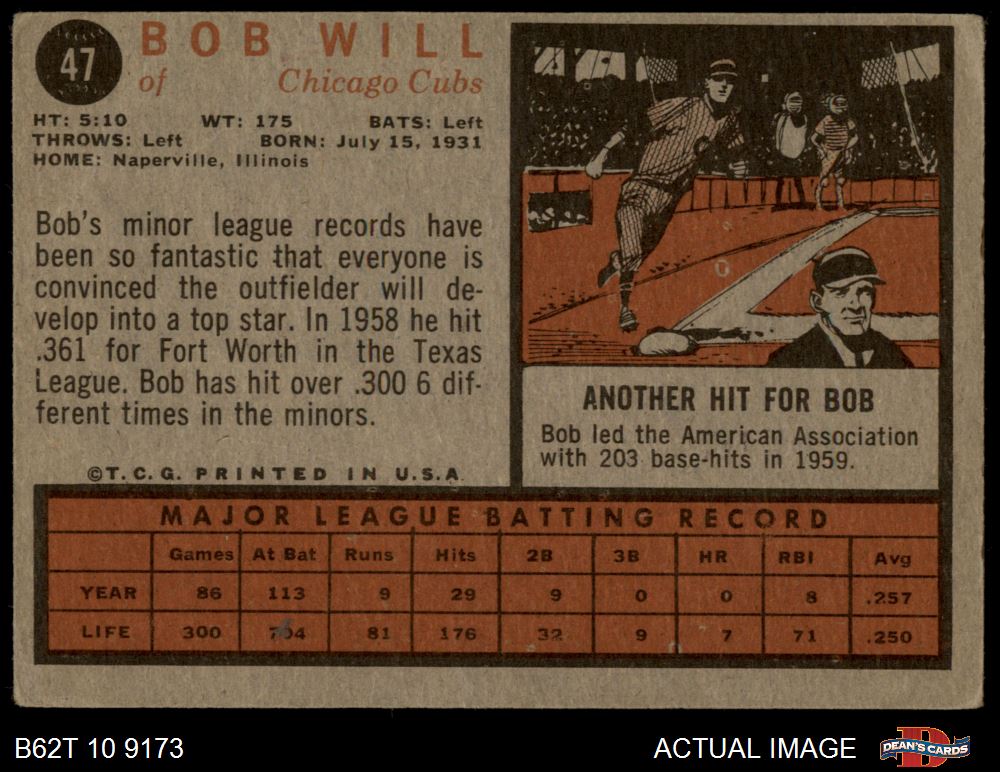 47
BOB WILL
of Chicago Cubs
HT: 5:10 WT: 175 BATS: Left
THROWS: Left BORN: July 15, 1931
HOME: Naperville, Illinois
Bob's minor league records have
been so fantastic that everyone is
convinced the outfielder will de-
velop into a top star. In 1958 he hit
.361 for Fort Worth in the Texas
League. Bob has hit over .300 6 dif-
ferent times in the minors.
©T.C.G. PRINTED IN U.S.A.
C
ANOTHER HIT FOR BOB
Bob led the American Association
with 203 base-hits in 1959.
MAJOR LEAGUE BATTING RECORD
Games At Bat Runs Hits 2B 3B HR RBI Avg
YEAR 86 113 9 29 9 0 0 8 .257
LIFE 300 704 81 176 32 9 7 71 .250
B62T 10 9173
ACTUAL IMAGE
D
DEAN'S CARDS